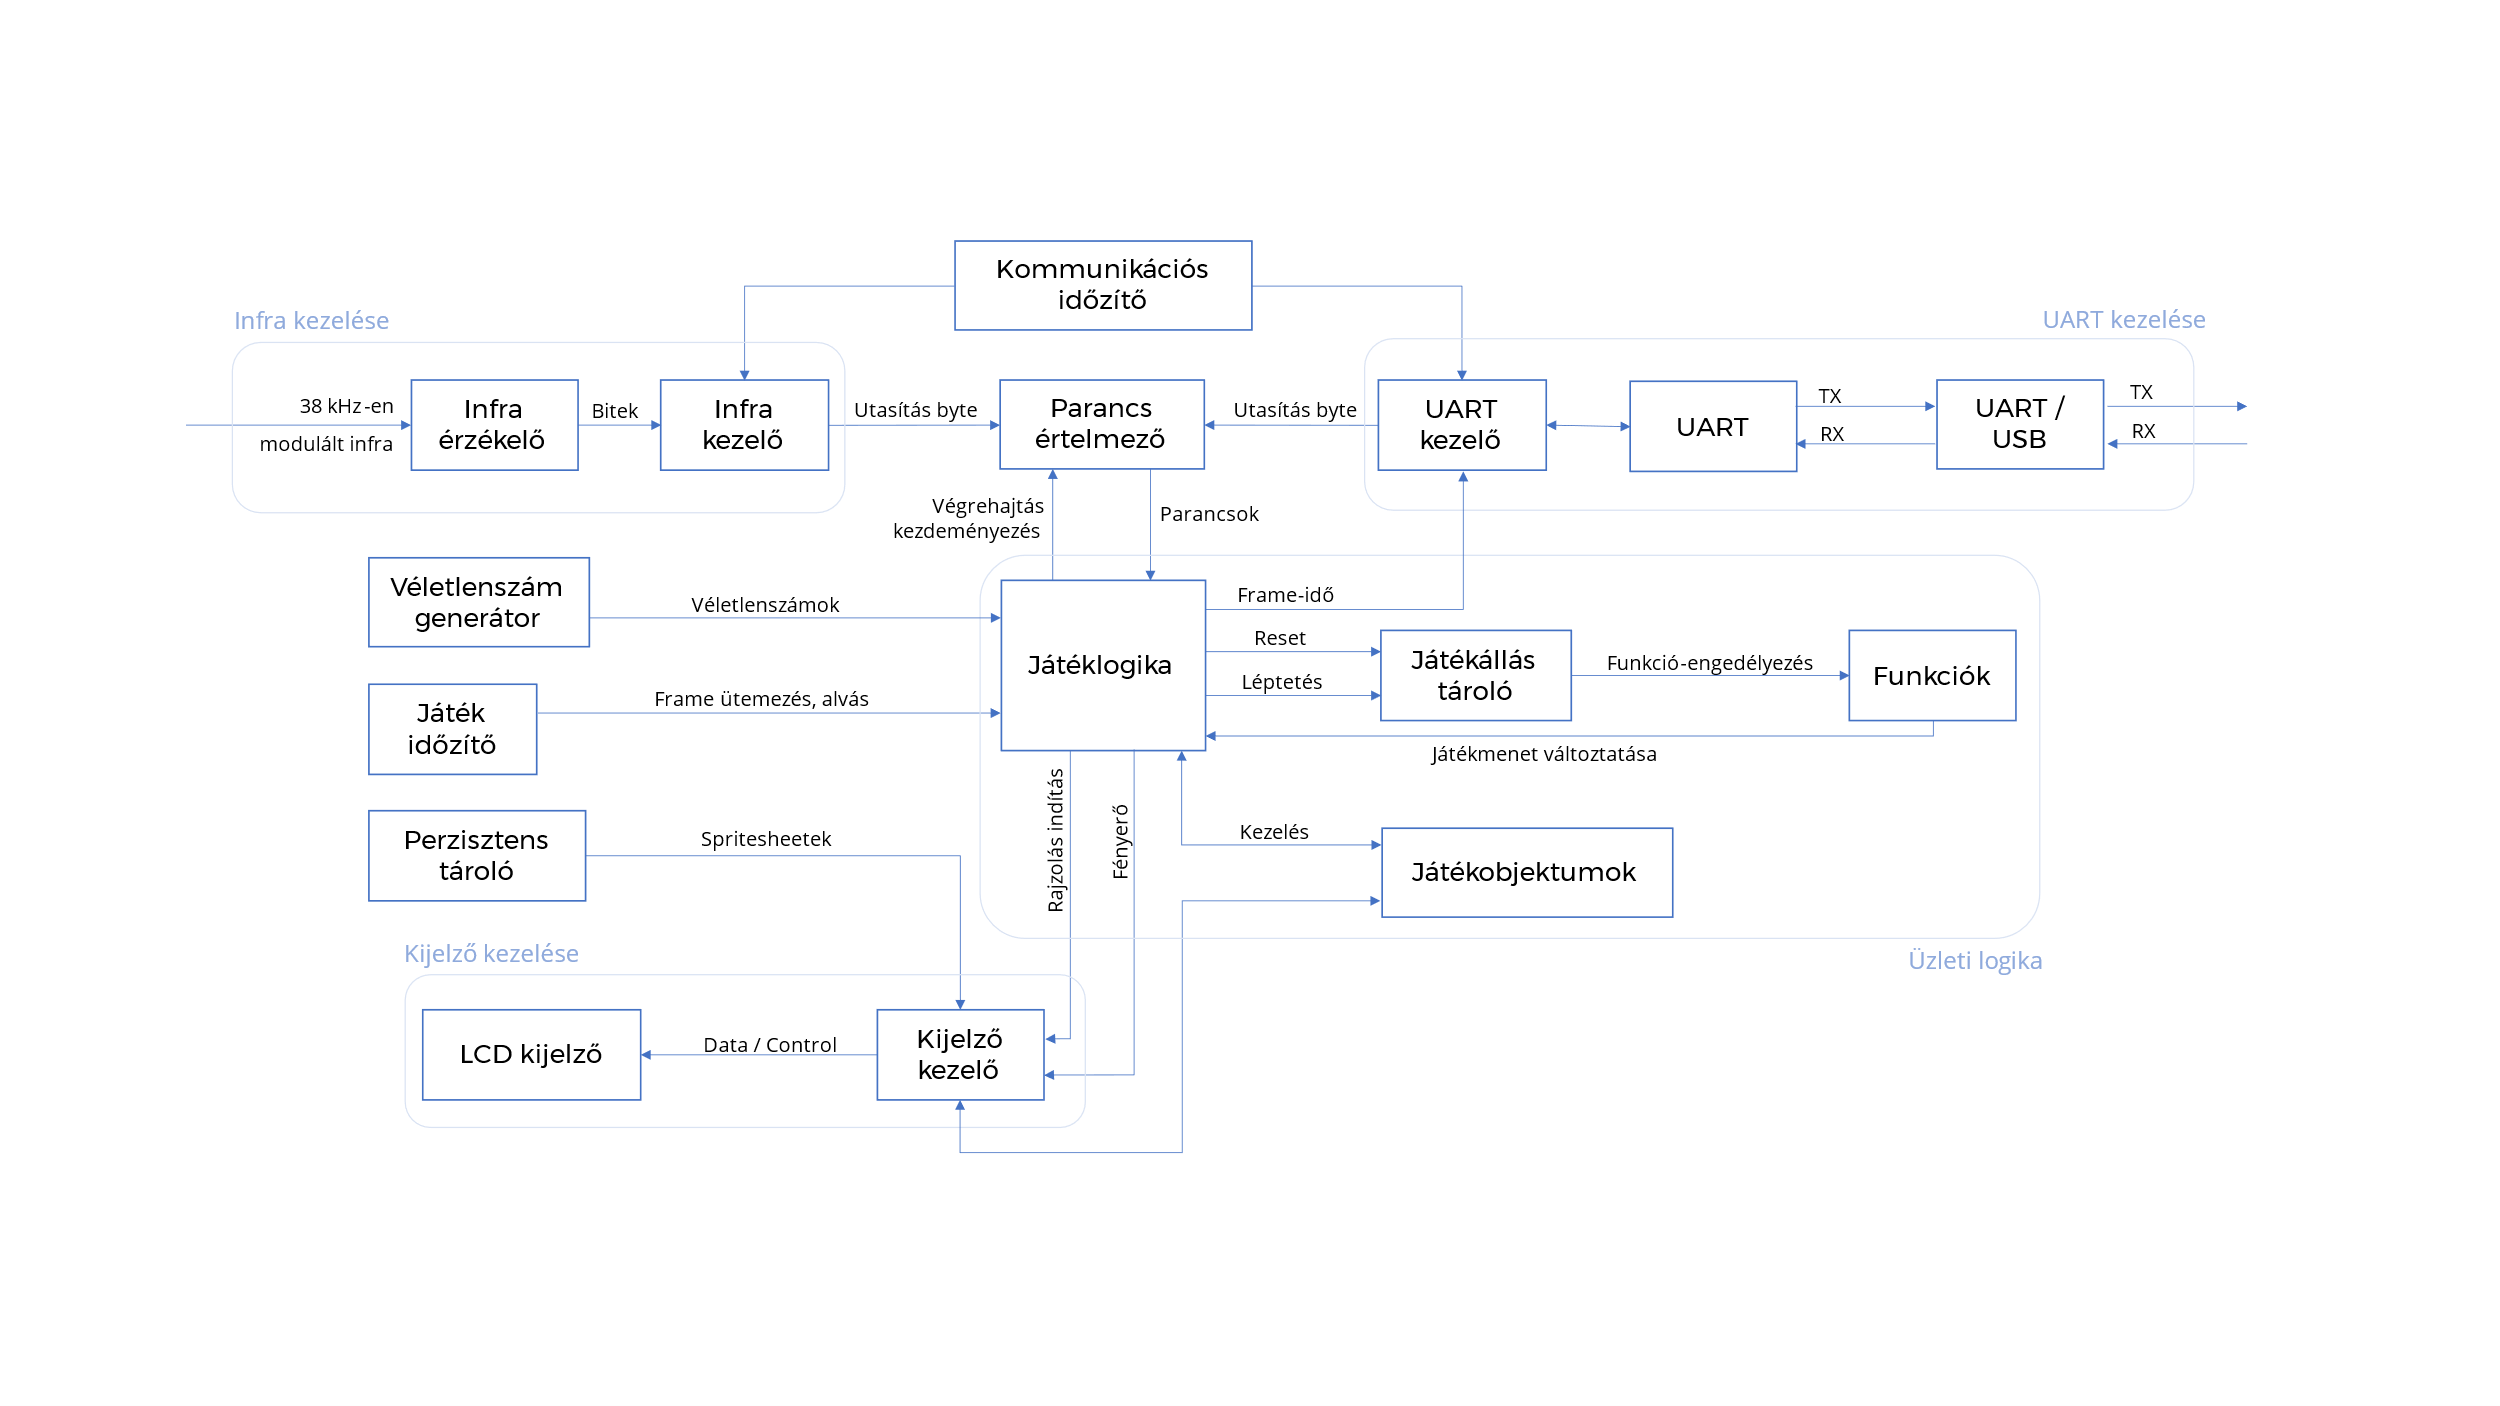 Kommunikációs
időzítő
Infra kezelése
UART kezelése
38 kHz-en
modulált infra
Infra
érzékelő
Bitek
Infra
kezelő
Utasítás byte
Parancs
értelmező
Utasítás byte
UART
kezelő
UART
TX
RX
UART /
USB
TX
RX
Végrehajtás
kezdeményezés
Parancsok
Véletlenszám
generátor
Véletlenszámok
Játéklogika
Frame-idő
Reset
Léptetés
Játékállás
tároló
Funkció-engedélyezés
Funkciók
Játék
időzítő
Frame ütemezés, alvás
Játékmenet változtatása
Rajzolás indítás
Fényerő
Perzisztens
tároló
Spritesheetek
Kezelés
Játékobjektumok
Kijelző kezelése
Üzleti logika
LCD kijelző
Data / Control
Kijelző
kezelő